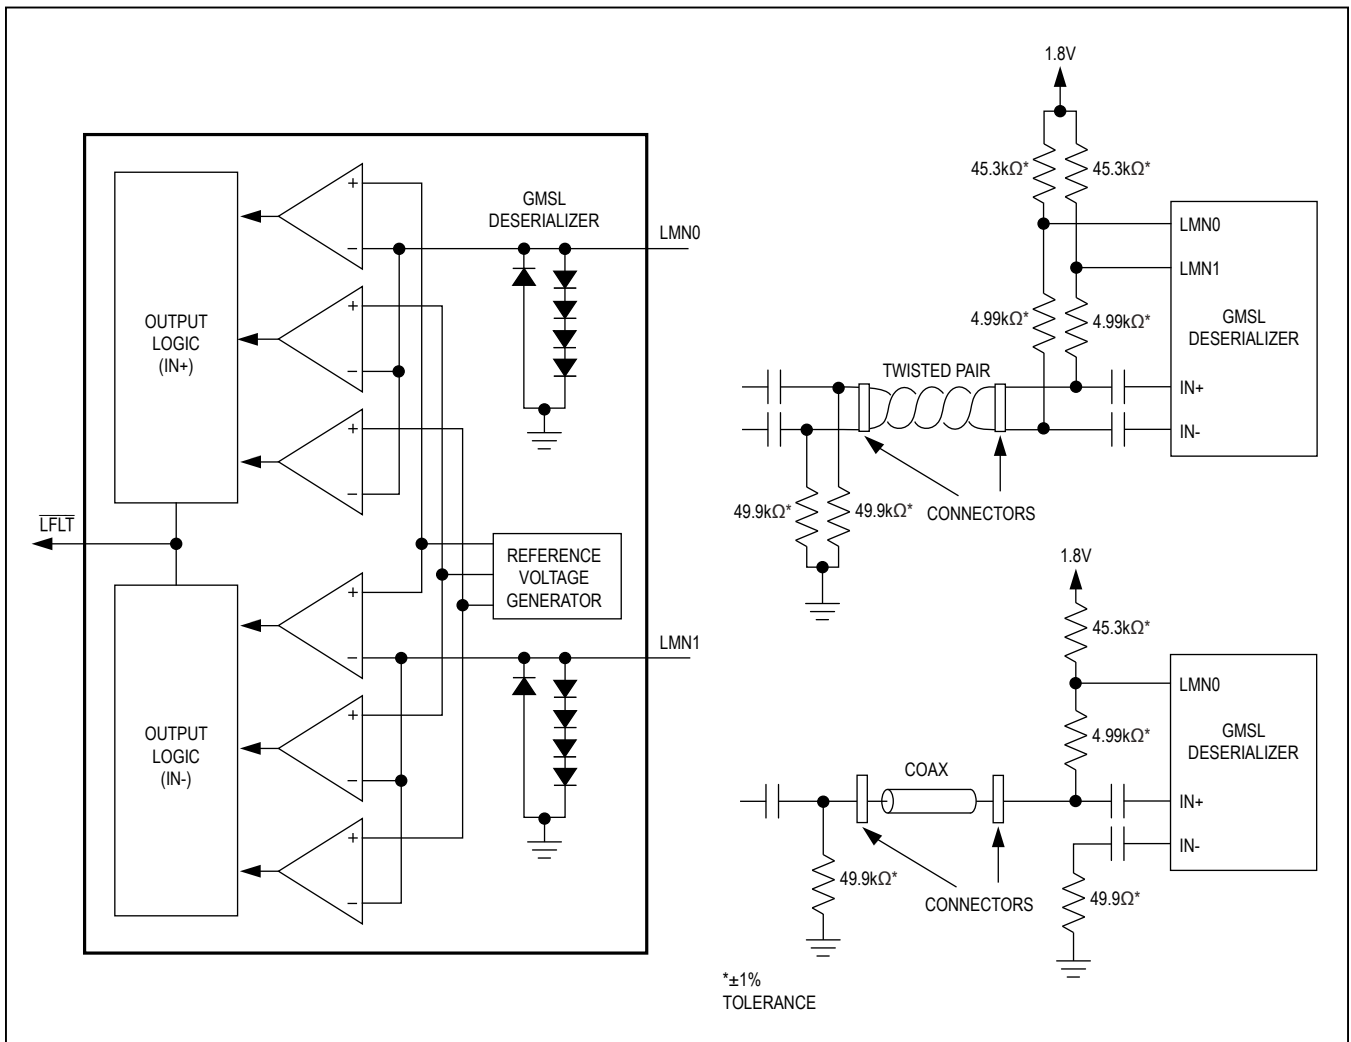 GMSL
DESERIALIZER
LMN0
+
−
+
−
+
−
OUTPUT
LOGIC
(IN+)
LFLT
REFERENCE
VOLTAGE
GENERATOR
LMN1
+
−
+
−
+
−
OUTPUT
LOGIC
(IN-)
1.8V
45.3kΩ*
45.3kΩ*
LMN0
LMN1
4.99kΩ*
4.99kΩ*
GMSL
DESERIALIZER
TWISTED PAIR
IN+
IN-
49.9kΩ*
49.9kΩ*
CONNECTORS
1.8V
45.3kΩ*
LMN0
4.99kΩ*
GMSL
DESERIALIZER
COAX
IN+
IN-
49.9kΩ*
CONNECTORS
49.9Ω*
*±1%
TOLERANCE